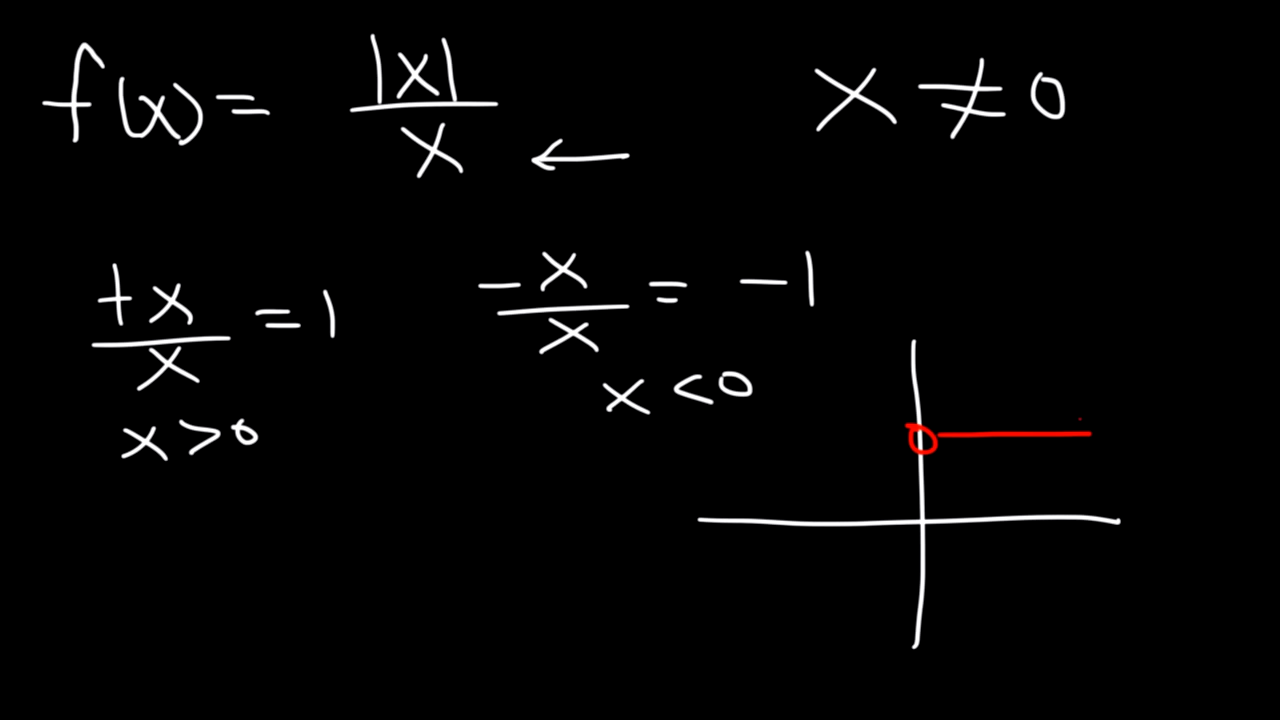 f(x) = |x| / x ← x ≠ 0
+x / x = 1 -x / x = -1
x > 0 x < 0